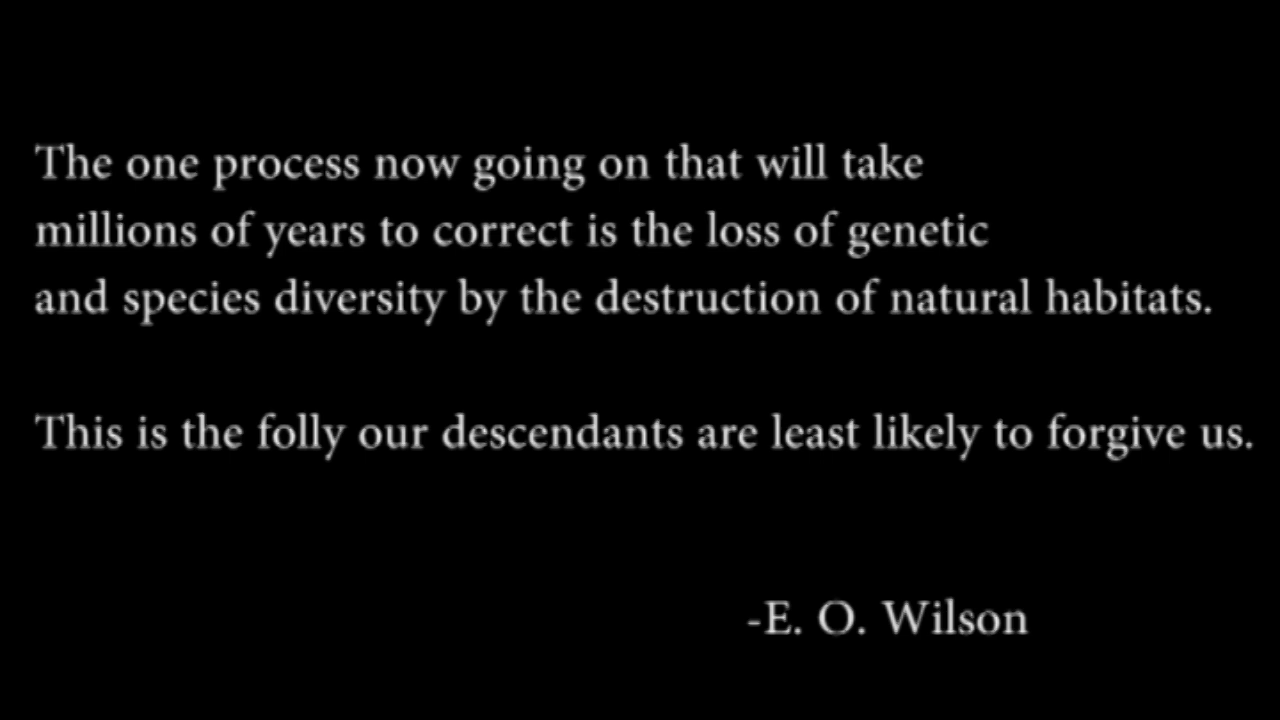 The one process now going on that will take
millions of years to correct is the loss of genetic
and species diversity by the destruction of natural habitats.
This is the folly our descendants are least likely to forgive us.
-E. O. Wilson